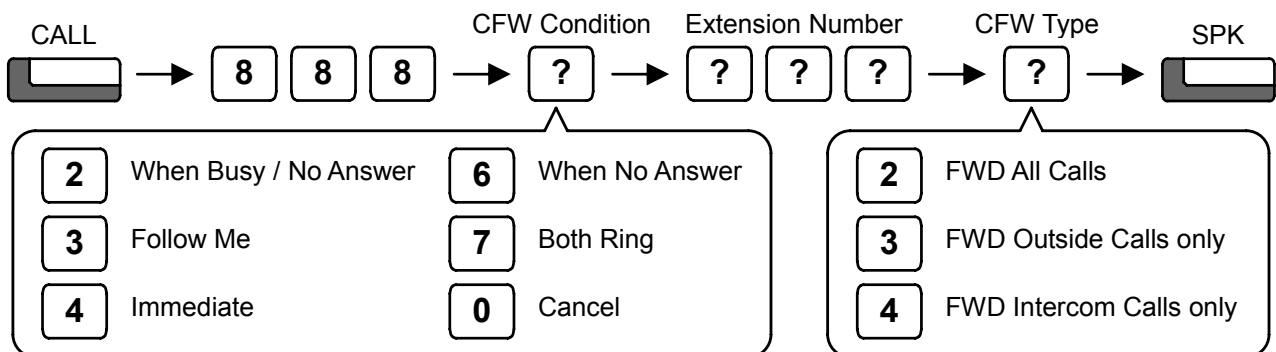 CALL CFW Condition Extension Number CFW Type SPK
8 8 8 ? ? ? ? ?
2 When Busy / No Answer 6 When No Answer 2 FWD All Calls
3 Follow Me 7 Both Ring 3 FWD Outside Calls only
4 Immediate 0 Cancel 4 FWD Intercom Calls only